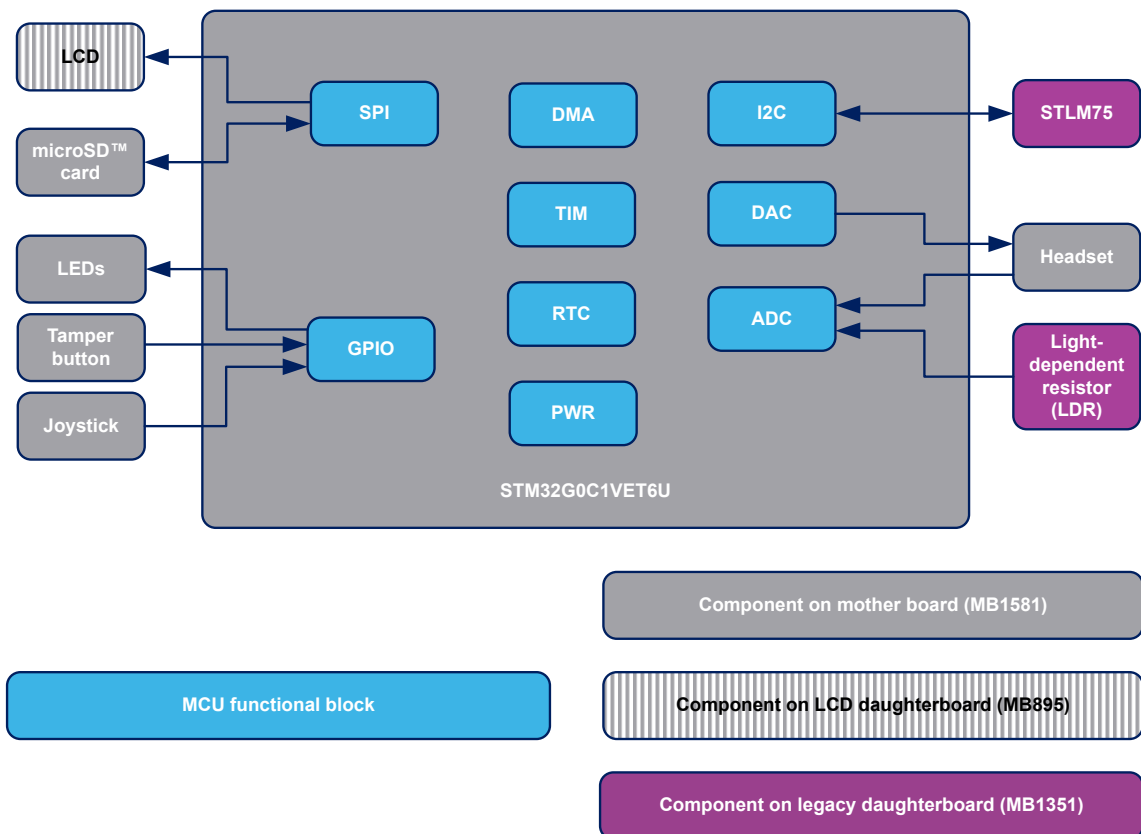 LCD
SPI
DMA
I2C
STLM75
microSD™
card
TIM
DAC
LEDs
Headset
RTC
ADC
Tamper
button
GPIO
Light-
dependent
resistor
(LDR)
Joystick
PWR
STM32G0C1VET6U
Component on mother board (MB1581)
MCU functional block
Component on LCD daughterboard (MB895)
Component on legacy daughterboard (MB1351)